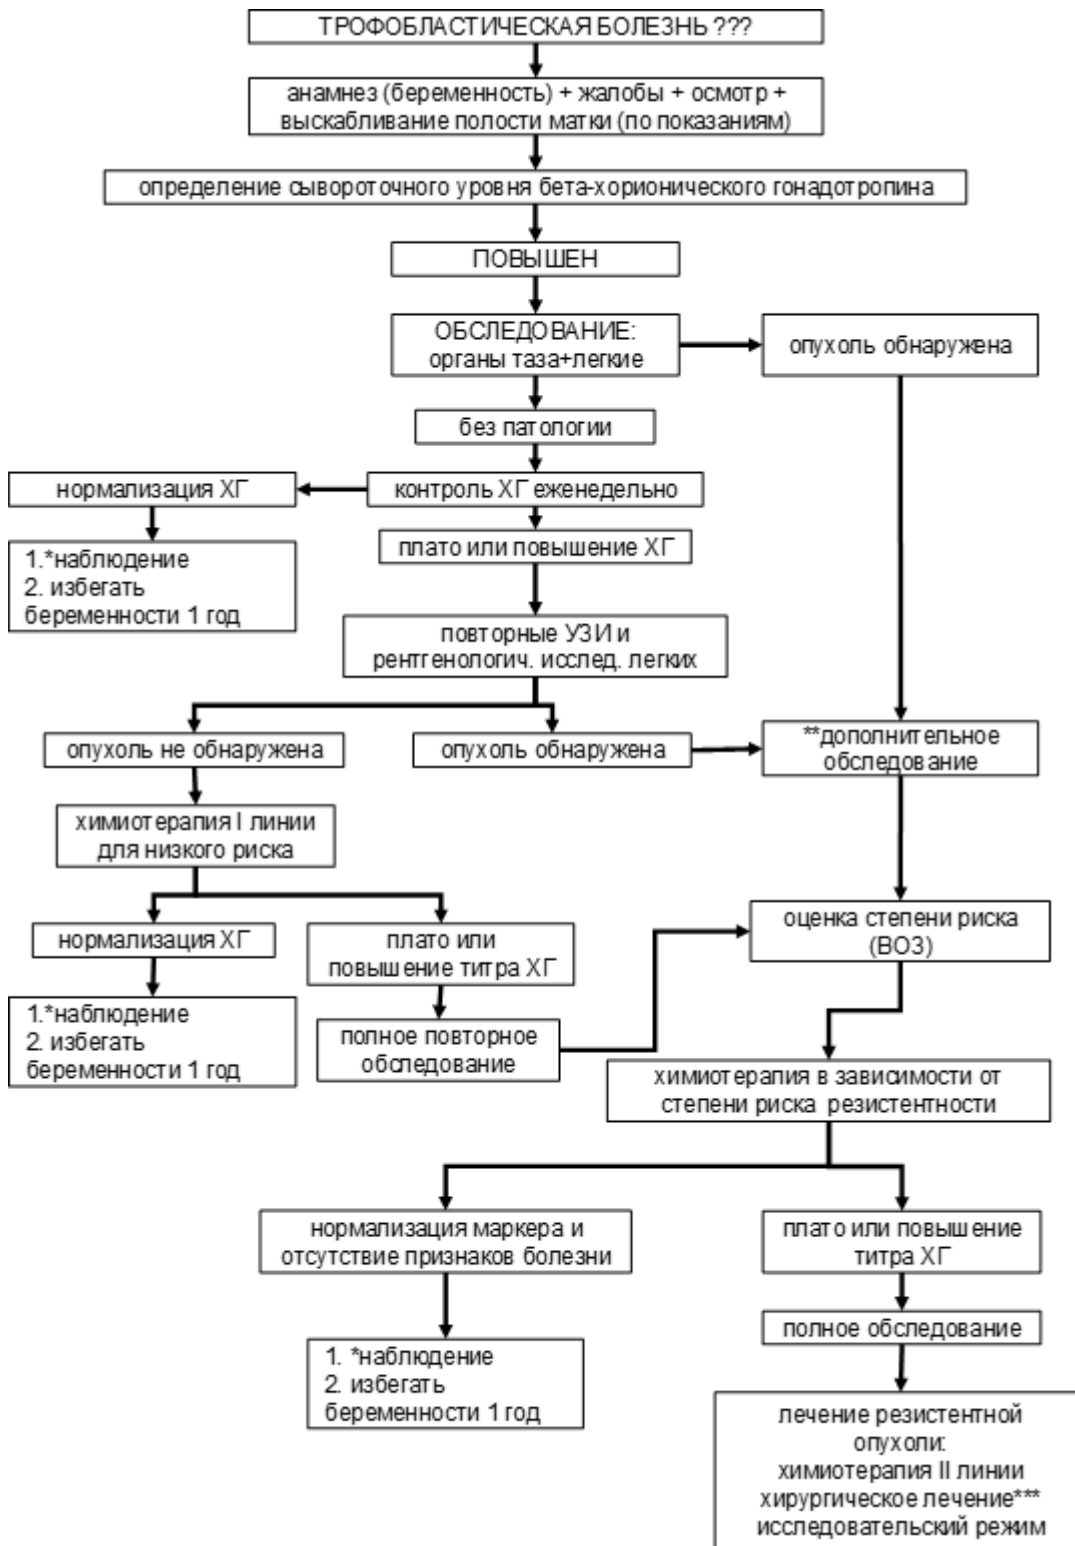 ТРОФОБЛАСТИЧЕСКАЯ БОЛЕЗНЬ ???
анамнез (беременность) + жалобы + осмотр +
выскабливание полости матки (по показаниям)
определение сывороточного уровня бета-хорионического гонадотропина
ПОВЫШЕН
ОБСЛЕДОВАНИЕ:
органы таза+легкие
опухоль обнаружена
без патологии
нормализация ХГ
контроль ХГ еженедельно
1.*наблюдение
2. избегать
беременности 1 год
плато или повышение ХГ
повторные УЗИ и
рентгенологич. исслед. легких
опухоль не обнаружена
опухоль обнаружена
**дополнительное
обследование
химиотерапия I линии
для низкого риска
нормализация ХГ
плато или
повышение титра ХГ
оценка степени риска
(ВОЗ)
1.*наблюдение
2. избегать
беременности 1 год
полное повторное
обследование
химиотерапия в зависимости от
степени риска резистентности
нормализация маркера и
отсутствие признаков болезни
плато или повышение
титра ХГ
полное обследование
1. *наблюдение
2. избегать
беременности 1 год
лечение резистентной
опухоли:
химиотерапия II линии
хирургическое лечение***
исследовательский режим